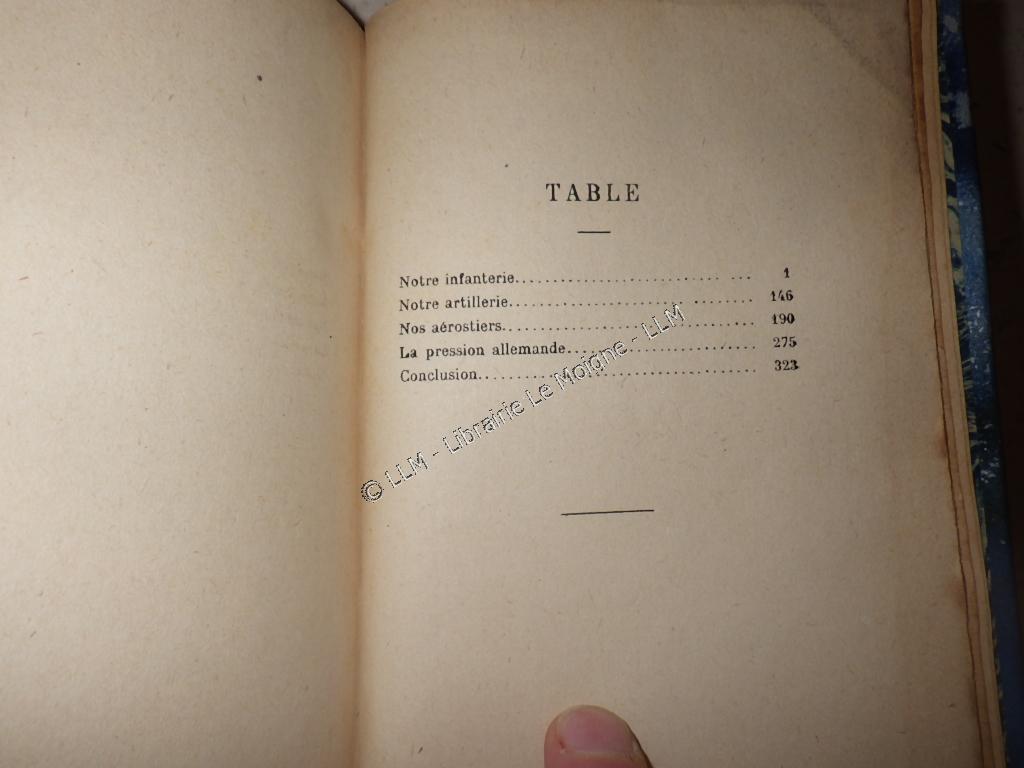 TABLE
Notre infanterie........................... ... 1
Notre artillerie........................ ........ 146
Nos aérostiers.................................. 190
La pression allemande......................... 275
Conclusion..................................... 323
© LLM - Librairie Le Moigne - LLM